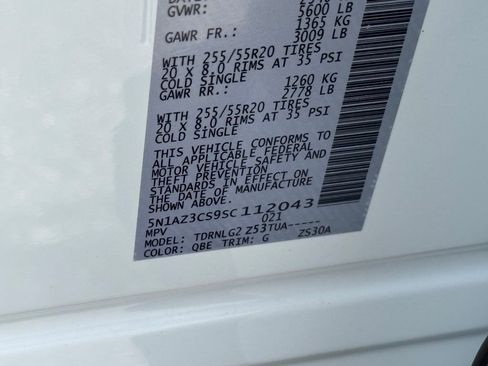 GVWR: 5600 LB
1365 KG
GAWR FR.: 3009 LB
WITH 255/55R20 TIRES
20 X 8.0 RIMS AT 35 PSI
COLD SINGLE 1260 KG
GAWR RR.: 2778 LB
WITH 255/55R20 TIRES
20 X 8.0 RIMS AT 35 PSI
COLD SINGLE
THIS VEHICLE CONFORMS TO
ALL APPLICABLE FEDERAL
MOTOR VEHICLE SAFETY AND
THEFT PREVENTION
STANDARDS IN EFFECT ON
THE DATE OF MANUFACTURE
5N1AZ3CS9SC112043
MPV 021
MODEL: TDRNLG2 Z53TUA-----
COLOR: QBE TRIM: G ZS30A